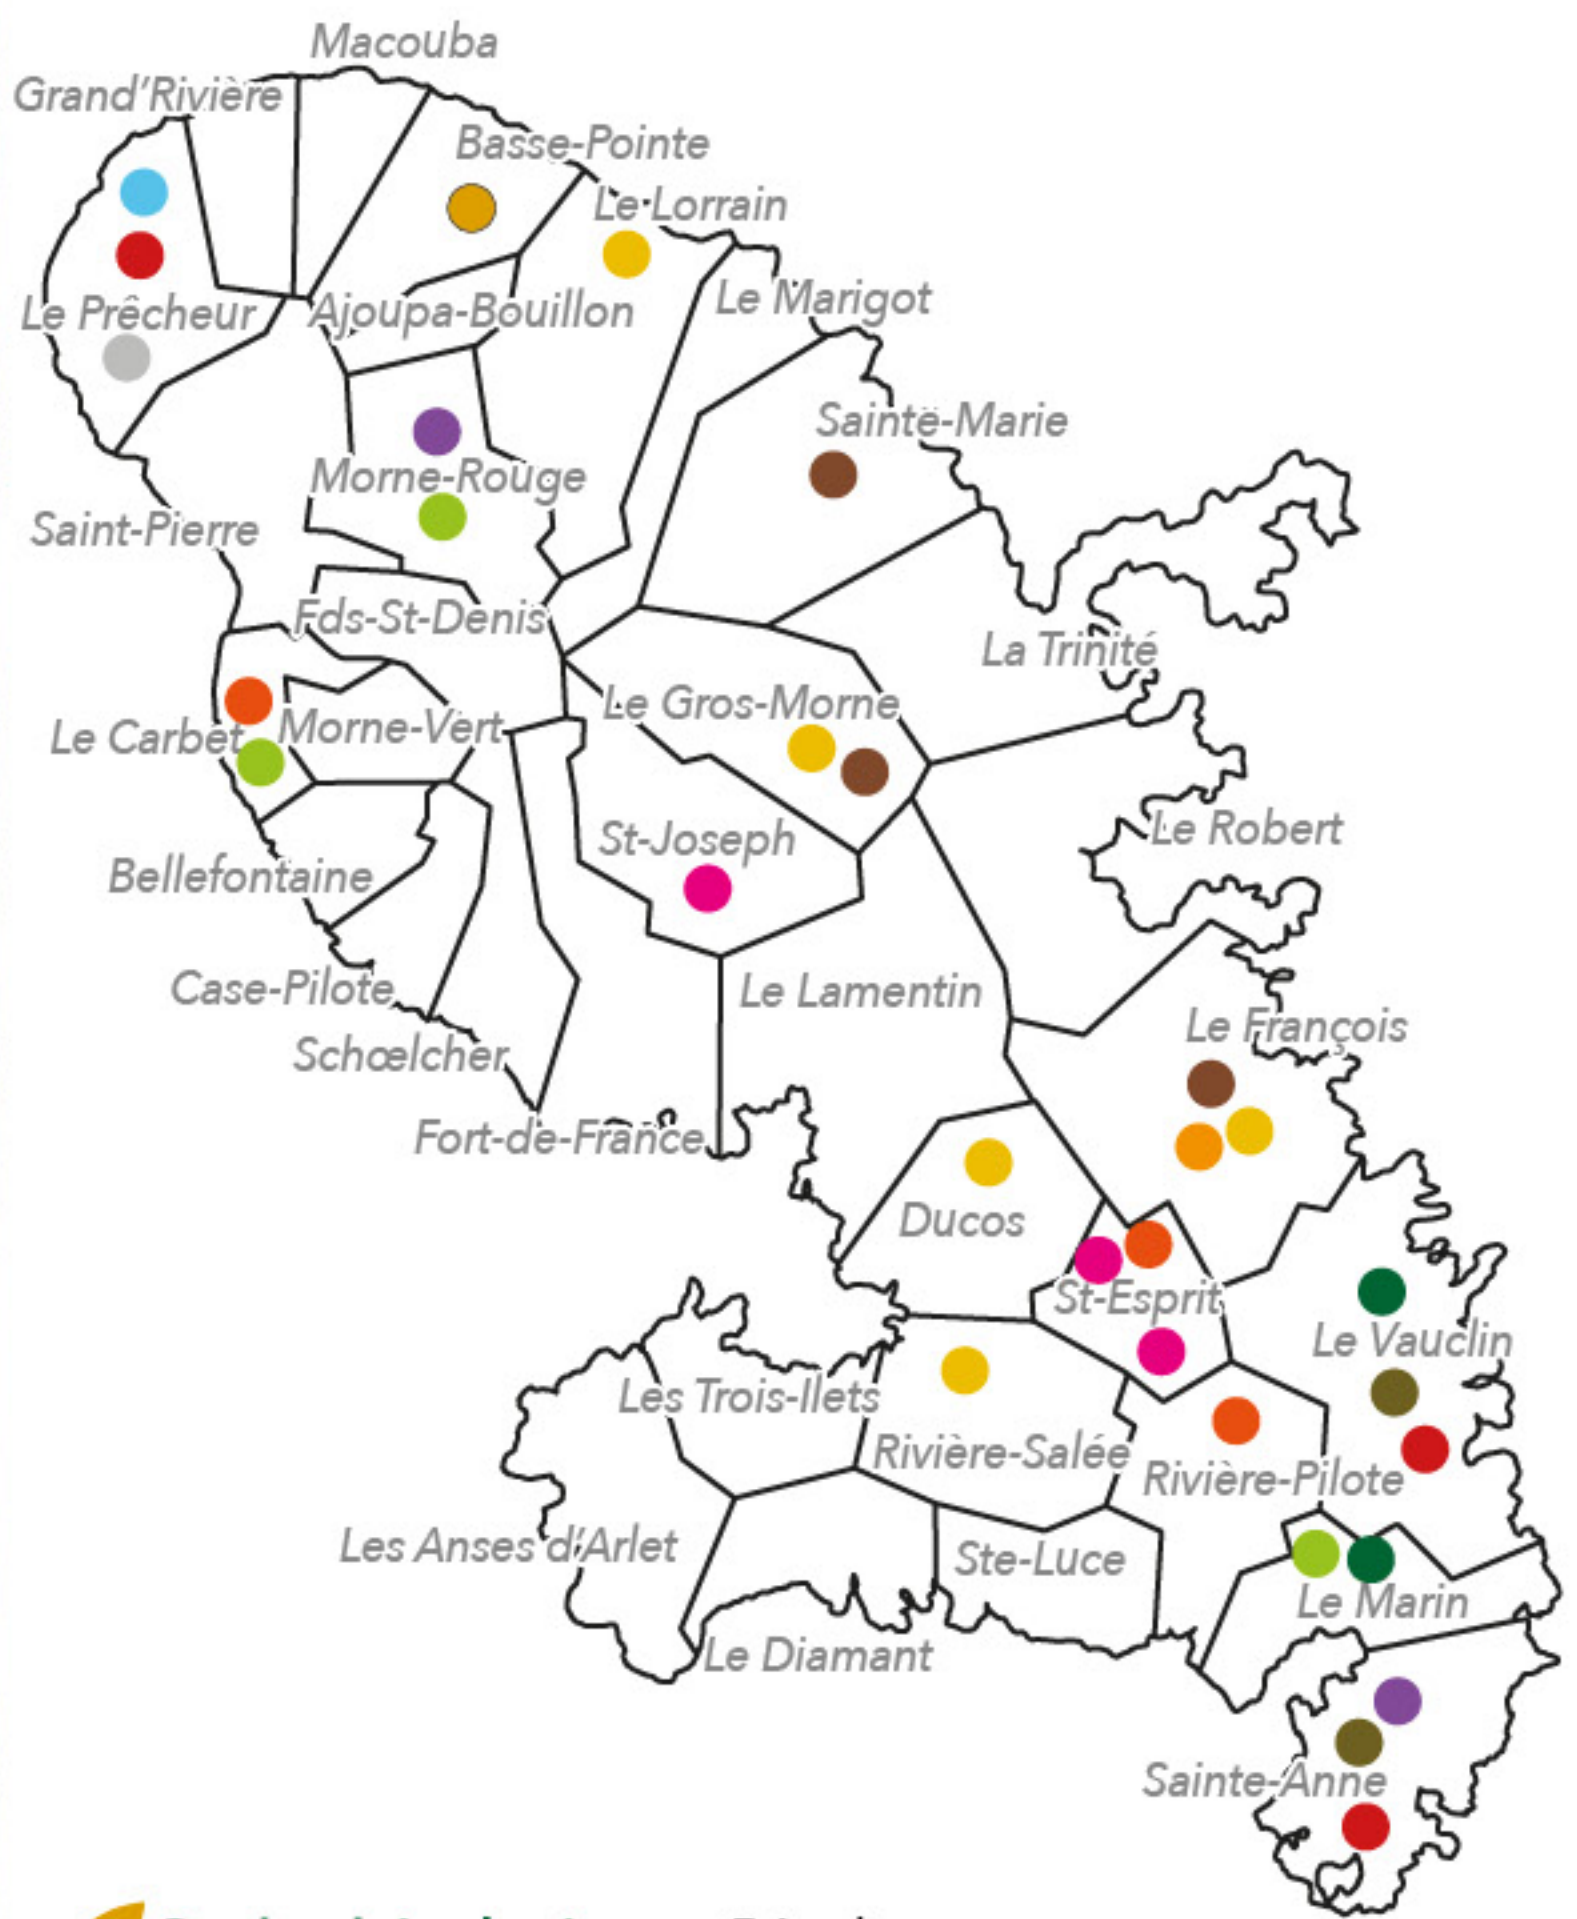 Macouba
Grand'Rivière
Basse-Pointe
Le Lorrain
Le Marigot
Le Prêcheur
Ajoupa-Bouillon
Sainte-Marie
Morne-Rouge
Saint-Pierre
Fds-St-Denis
La Trinité
Le Gros-Morne
Morne-Vert
Le Carbet
Le Robert
St-Joseph
Bellefontaine
Case-Pilote
Le Lamentin
Le François
Schœlcher
Fort-de-France
Ducos
St-Esprit
Le Vauclin
Les Trois-Ilets
Rivière-Salée
Rivière-Pilote
Les Anses d'Arlet
Ste-Luce
Le Marin
Le Diamant
Sainte-Anne